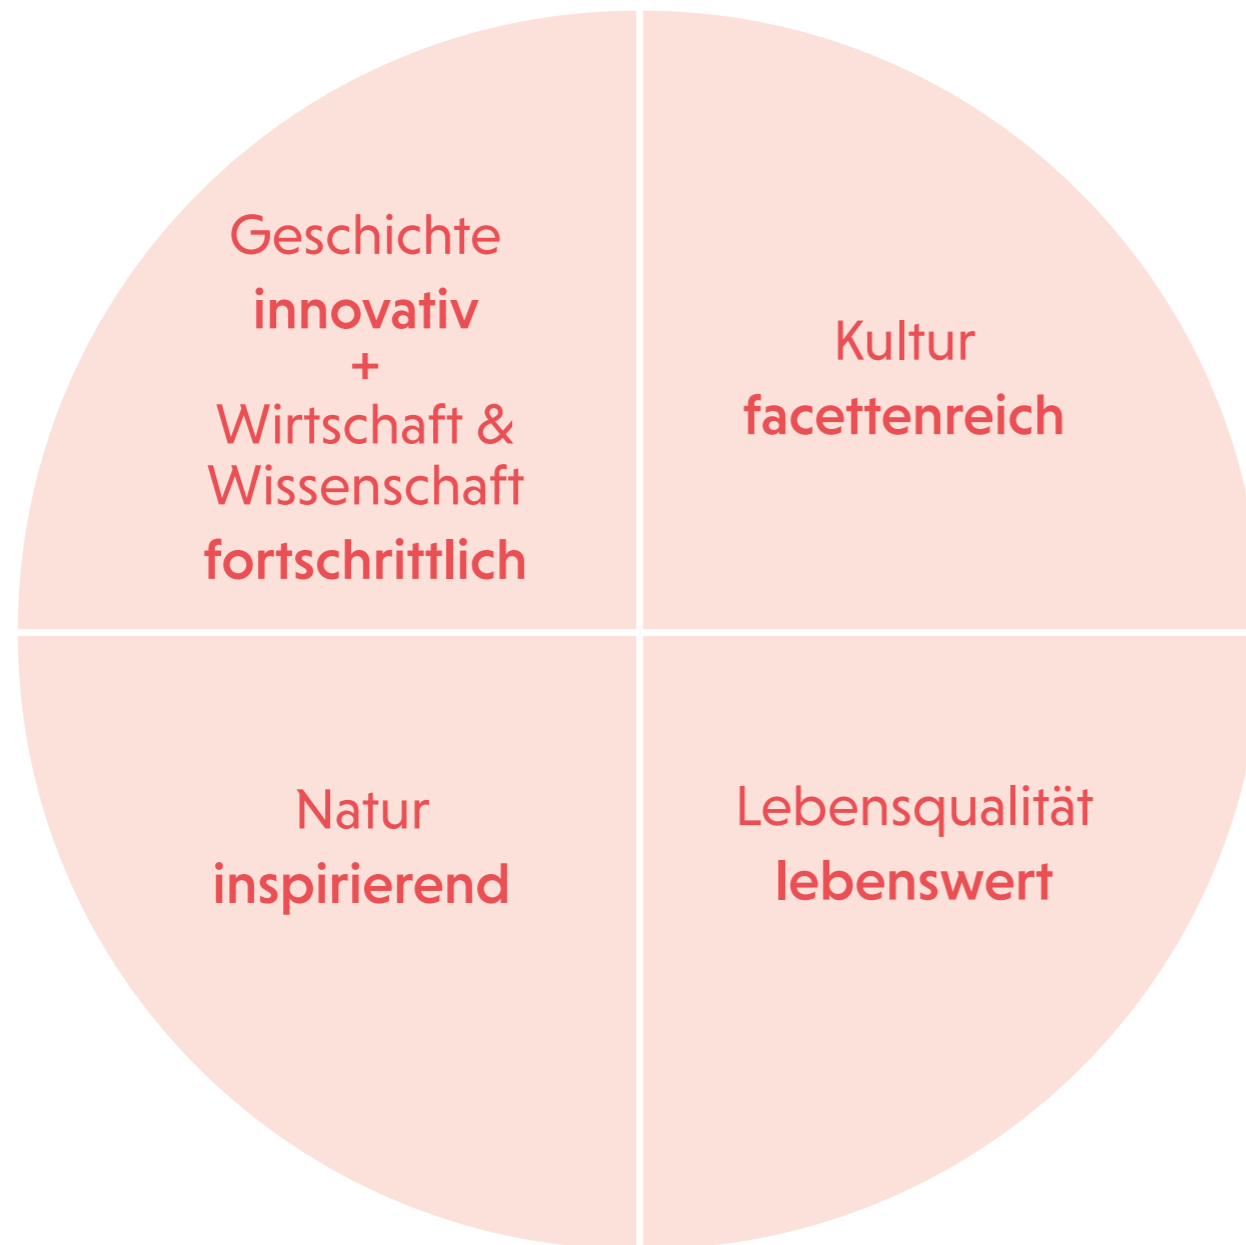 Geschichte
innovativ
+
Wirtschaft &
Wissenschaft
fortschrittlich
Kultur
facettenreich
Natur
inspirierend
Lebensqualität
lebenswert